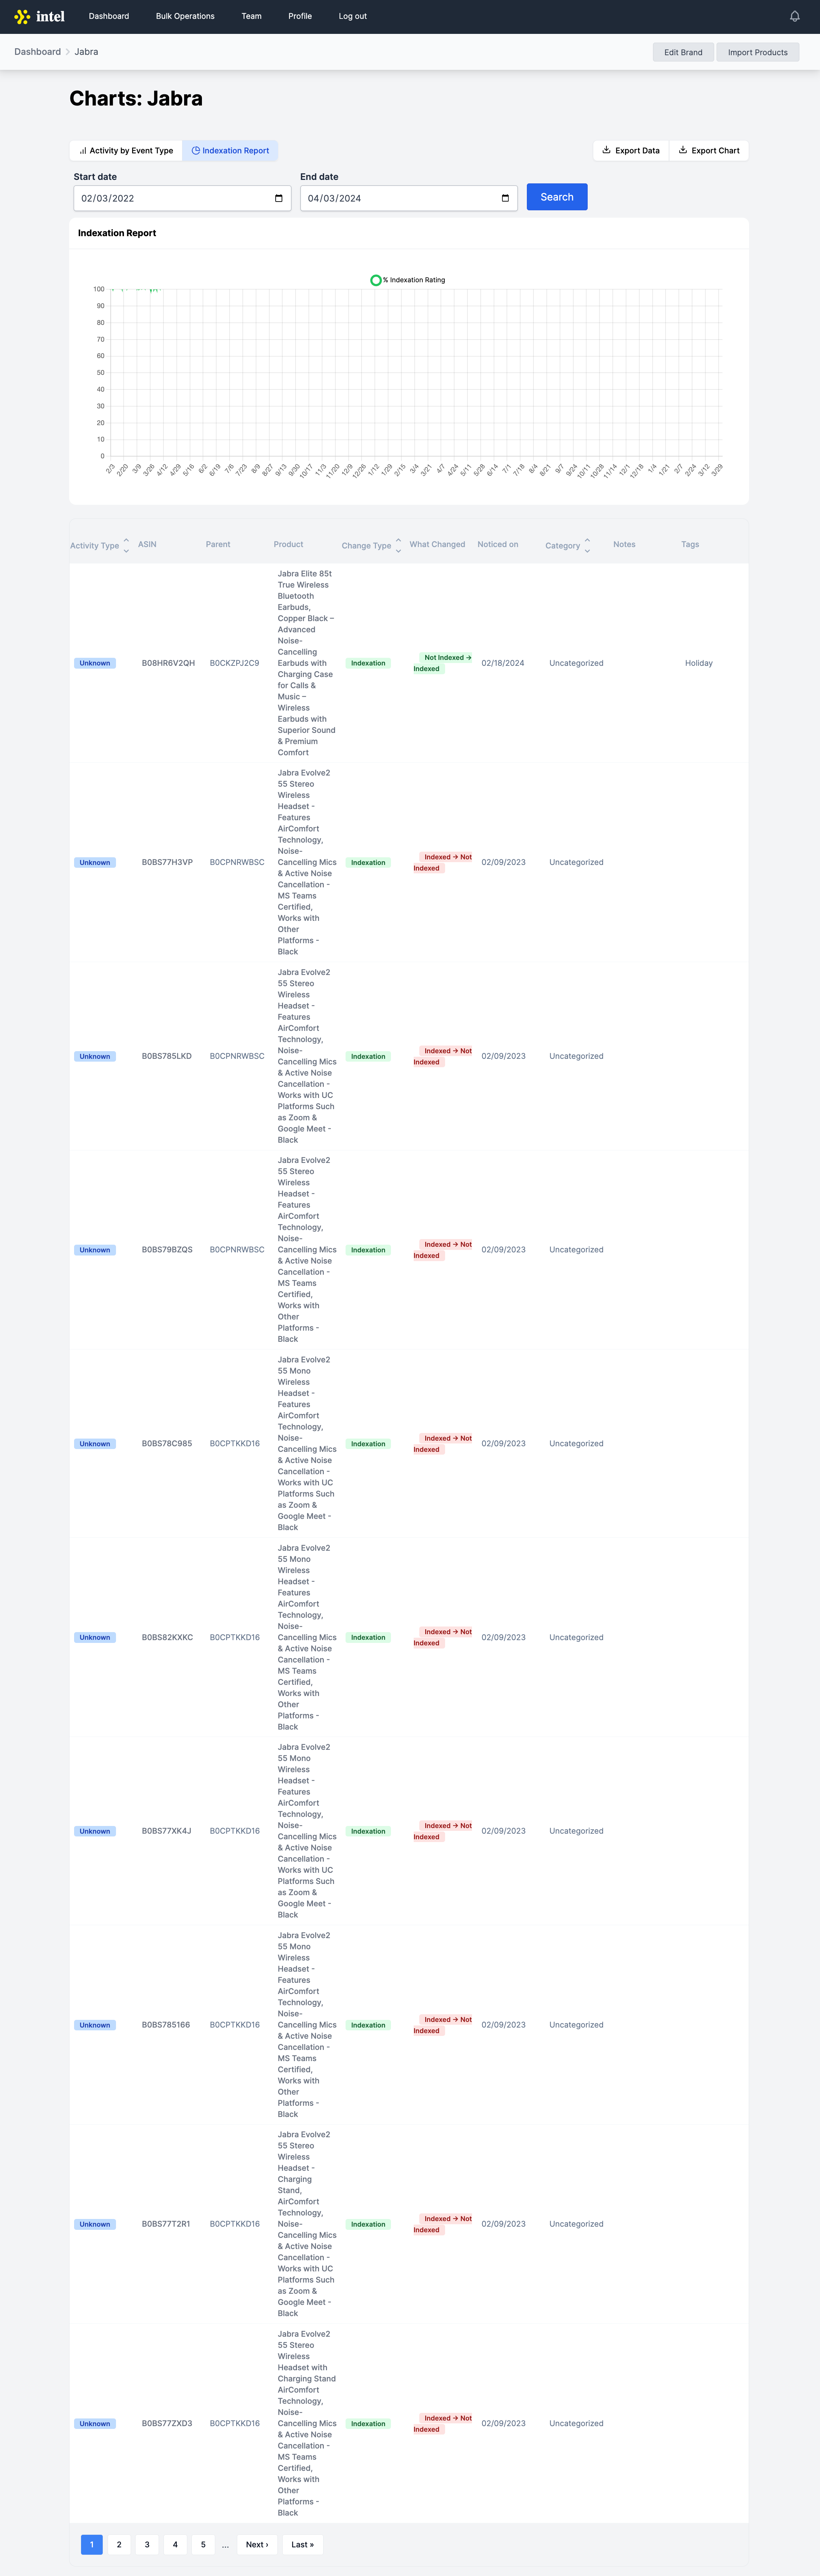 intel Dashboard Bulk Operations Team Profile Log out
Dashboard Jabra Edit Brand Import Products
Charts: Jabra
Activity by Event Type Indexation Report Export Data Export Chart
Start date End date
02/03/2022 04/03/2024 Search
Indexation Report
% Indexation Rating
100
90
80
70
60
50
40
30
20
10
0
2/3 2/20 3/9 3/26 4/12 4/29 5/16 6/2 6/19 7/6 7/23 8/9 8/27 9/13 9/30 10/17 11/3 11/20 12/9 12/26 1/12 1/29 2/15 3/4 3/21 4/7 4/24 5/11 5/28 6/14 7/1 7/18 8/4 8/21 9/7 9/24 10/11 10/28 11/14 12/1 12/18 1/4 1/21 2/7 2/24 3/12 3/29
Activity Type ASIN Parent Product Change Type What Changed Noticed on Category Notes Tags
Jabra Elite 85t
True Wireless
Bluetooth
Earbuds,
Copper Black –
Advanced
Noise-
Cancelling
Unknown B08HR6V2QH B0CKZPJ2C9 Earbuds with Indexation Not Indexed → Indexed 02/18/2024 Uncategorized Holiday
Charging Case
for Calls &
Music –
Wireless
Earbuds with
Superior Sound
& Premium
Comfort
Jabra Evolve2
55 Stereo
Wireless
Headset -
Features
AirComfort
Technology,
Noise-
Unknown B0BS77H3VP B0CPNRWBSC Cancelling Mics Indexation Indexed → Not Indexed 02/09/2023 Uncategorized
& Active Noise
Cancellation -
MS Teams
Certified,
Works with
Other
Platforms -
Black
Jabra Evolve2
55 Stereo
Wireless
Headset -
Features
AirComfort
Technology,
Noise-
Unknown B0BS785LKD B0CPNRWBSC Cancelling Mics Indexation Indexed → Not Indexed 02/09/2023 Uncategorized
& Active Noise
Cancellation -
Works with UC
Platforms Such
as Zoom &
Google Meet -
Black
Jabra Evolve2
55 Stereo
Wireless
Headset -
Features
AirComfort
Technology,
Noise-
Unknown B0BS79BZQS B0CPNRWBSC Cancelling Mics Indexation Indexed → Not Indexed 02/09/2023 Uncategorized
& Active Noise
Cancellation -
MS Teams
Certified,
Works with
Other
Platforms -
Black
Jabra Evolve2
55 Mono
Wireless
Headset -
Features
AirComfort
Technology,
Noise-
Unknown B0BS78C985 B0CPTKKD16 Cancelling Mics Indexation Indexed → Not Indexed 02/09/2023 Uncategorized
& Active Noise
Cancellation -
Works with UC
Platforms Such
as Zoom &
Google Meet -
Black
Jabra Evolve2
55 Mono
Wireless
Headset -
Features
AirComfort
Technology,
Noise-
Unknown B0BS82KXKC B0CPTKKD16 Cancelling Mics Indexation Indexed → Not Indexed 02/09/2023 Uncategorized
& Active Noise
Cancellation -
MS Teams
Certified,
Works with
Other
Platforms -
Black
Jabra Evolve2
55 Mono
Wireless
Headset -
Features
AirComfort
Technology,
Noise-
Unknown B0BS77XK4J B0CPTKKD16 Cancelling Mics Indexation Indexed → Not Indexed 02/09/2023 Uncategorized
& Active Noise
Cancellation -
Works with UC
Platforms Such
as Zoom &
Google Meet -
Black
Jabra Evolve2
55 Mono
Wireless
Headset -
Features
AirComfort
Technology,
Noise-
Unknown B0BS785166 B0CPTKKD16 Cancelling Mics Indexation Indexed → Not Indexed 02/09/2023 Uncategorized
& Active Noise
Cancellation -
MS Teams
Certified,
Works with
Other
Platforms -
Black
Jabra Evolve2
55 Stereo
Wireless
Headset -
Charging
Stand,
AirComfort
Technology,
Noise-
Unknown B0BS77T2R1 B0CPTKKD16 Cancelling Mics Indexation Indexed → Not Indexed 02/09/2023 Uncategorized
& Active Noise
Cancellation -
Works with UC
Platforms Such
as Zoom &
Google Meet -
Black
Jabra Evolve2
55 Stereo
Wireless
Headset with
Charging Stand
AirComfort
Technology,
Noise-
Unknown B0BS77ZXD3 B0CPTKKD16 Cancelling Mics Indexation Indexed → Not Indexed 02/09/2023 Uncategorized
& Active Noise
Cancellation -
MS Teams
Certified,
Works with
Other
Platforms -
Black
1 2 3 4 5 ... Next › Last »